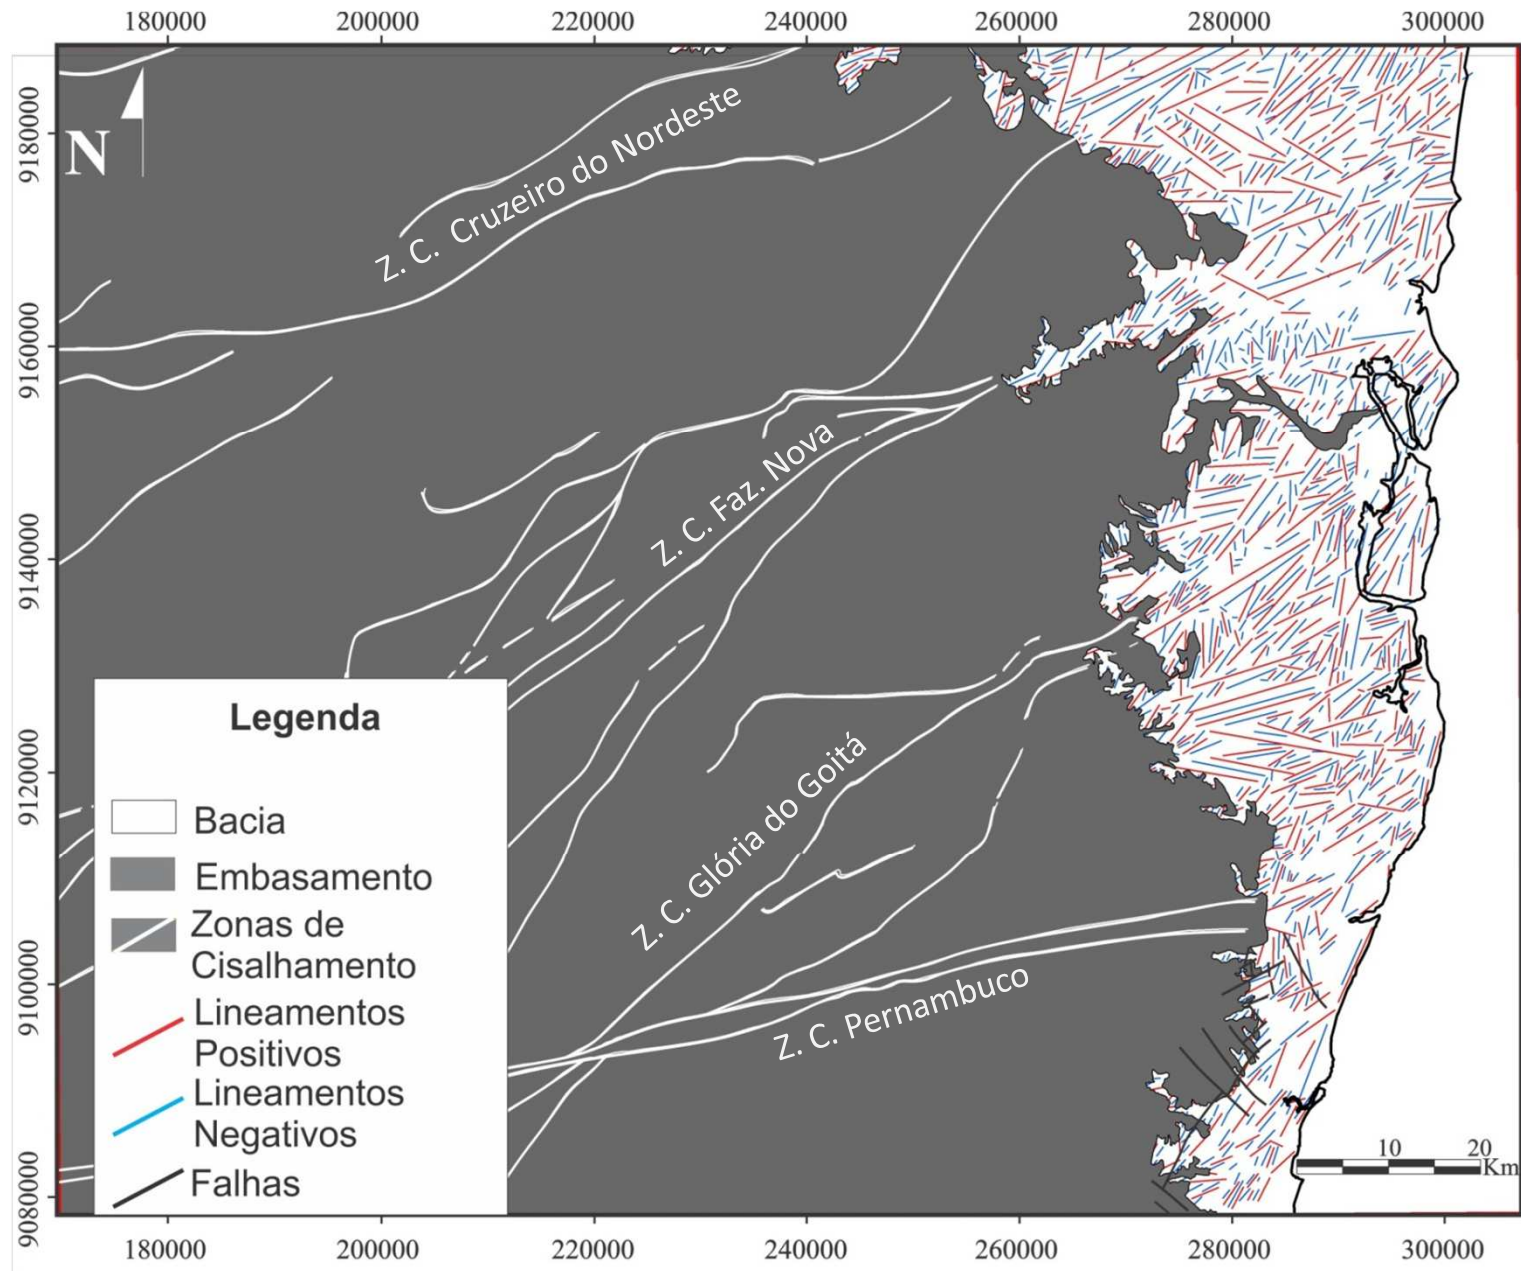 180000 200000 220000 240000 260000 280000 300000
9180000
9160000
9140000
9120000
9100000
9080000
N
Z. C. Cruzeiro do Nordeste
Z. C. Faz. Nova
Z. C. Glória do Goitá
Z. C. Pernambuco
Legenda
Bacia
Embasamento
Zonas de
Cisalhamento
Lineamentos
Positivos
Lineamentos
Negativos
Falhas
10 20
Km
180000 200000 220000 240000 260000 280000 300000